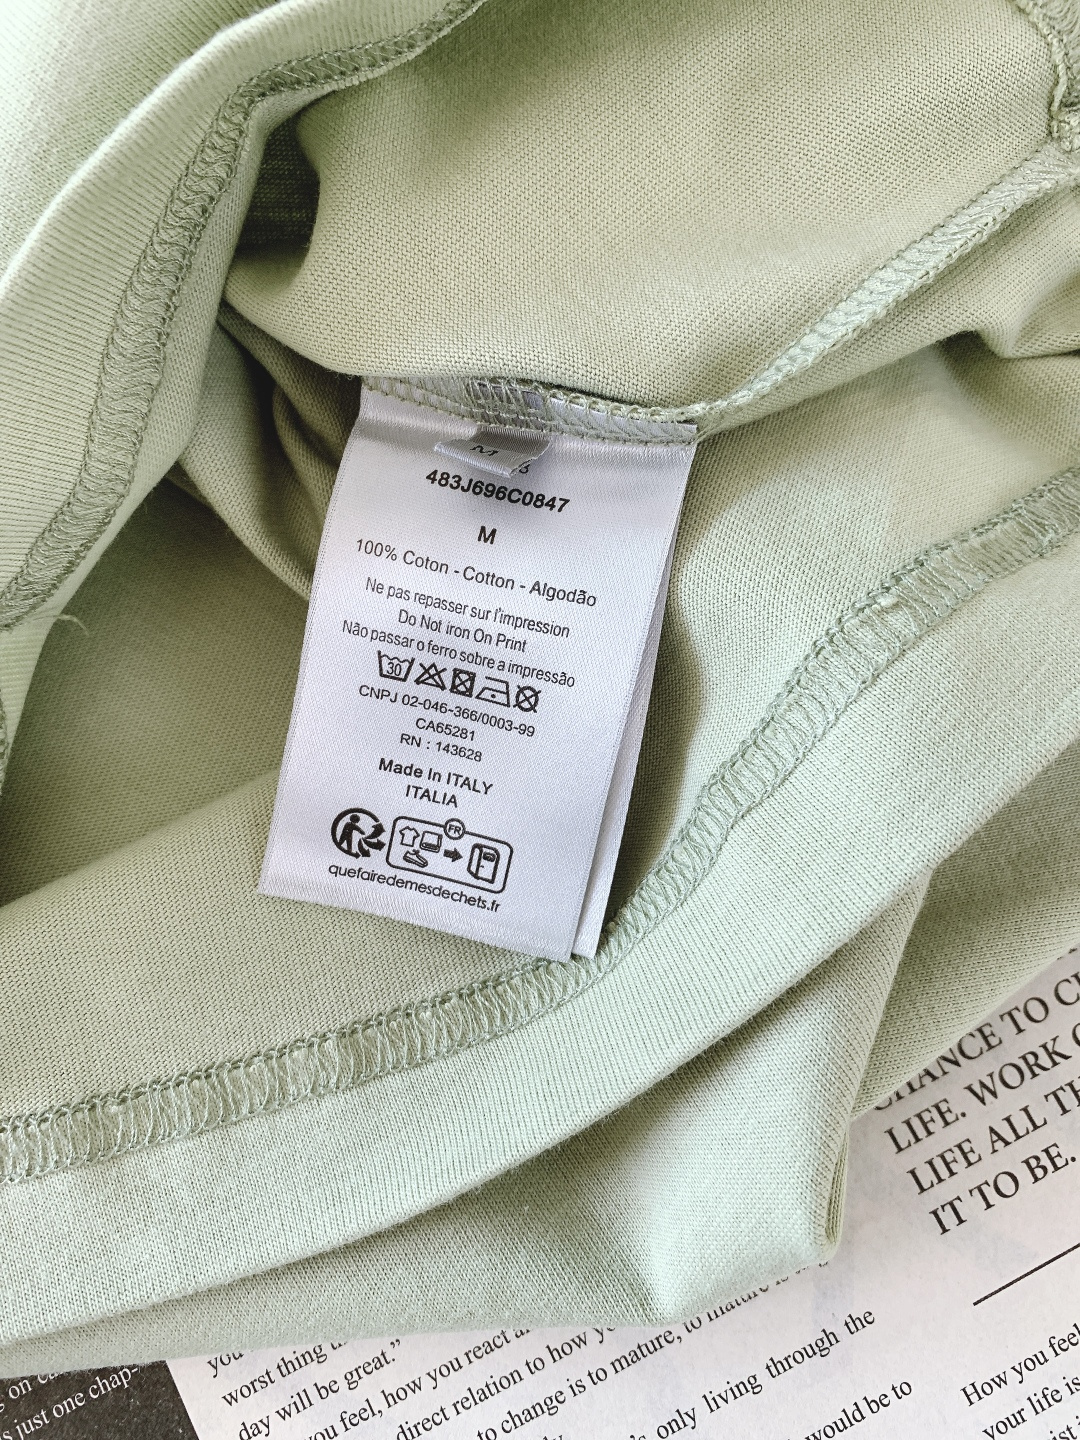 M
483J696C0847
M
100% Coton - Cotton - Algodão
Ne pas repasser sur l'impression
Do Not iron On Print
Não passar o ferro sobre a impressão
30
CNPJ 02-046-366/0003-99
CA65281
RN : 143628
Made In ITALY
ITALIA
FR
quefairedemesdechets.fr
CHANCE TO
LIFE. WORK
LIFE ALL
IT TO BE.
worst thing
day will be great.”
feel, how you react
direct relation to how
to change is to mature, to mature is
only living through the
would be to
How you feel
your life is
on
s just one chap-